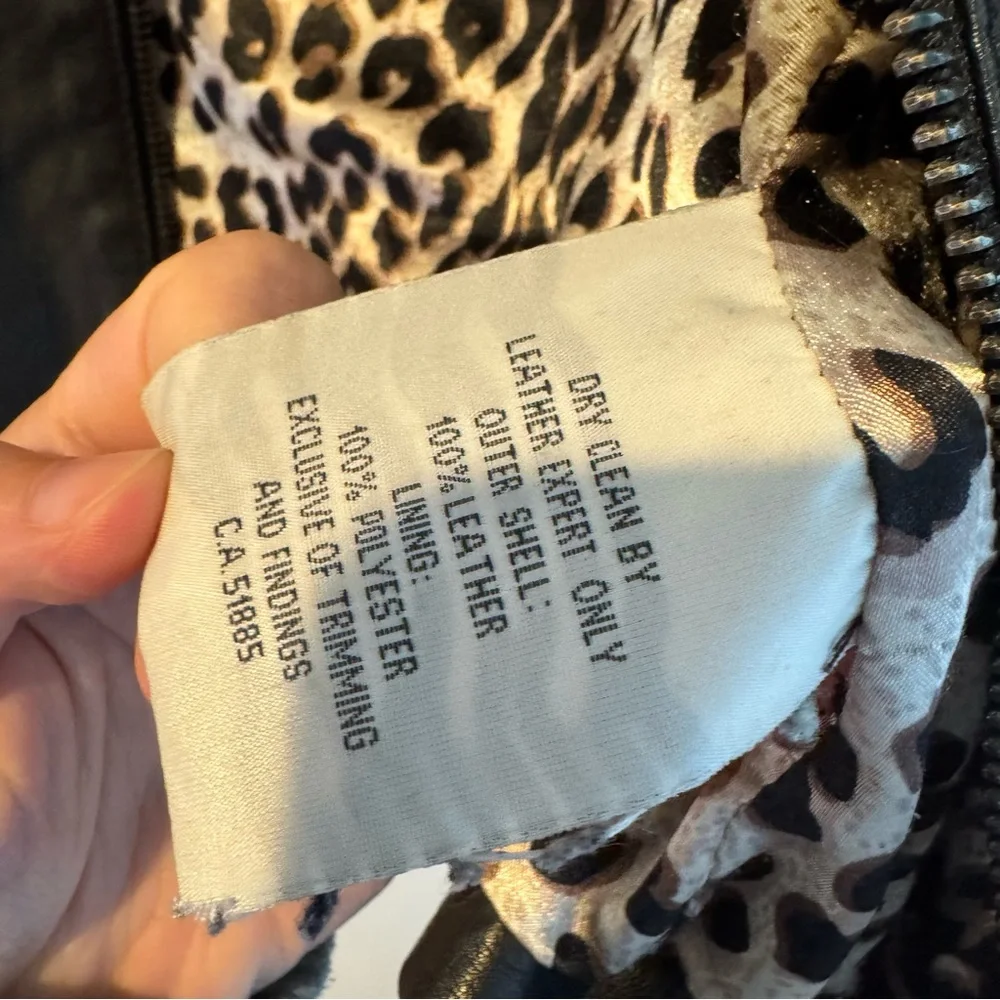 DRY CLEAN BY
LEATHER EXPERT ONLY
OUTER SHELL:
100% LEATHER
LINING:
100% POLYESTER
EXCLUSIVE OF TRIMMING
AND FINDINGS
C.A.51885